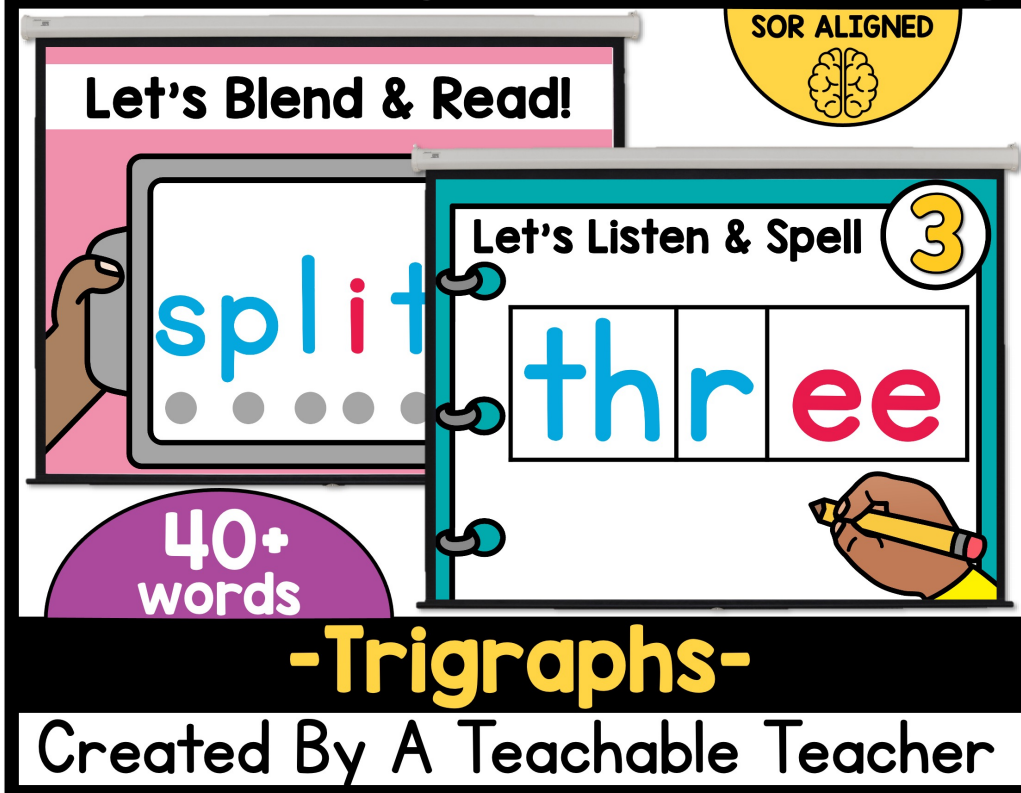 SOR ALIGNED
Let's Blend & Read!
split
Let's Listen & Spell
3
three
40+
words
-Trigraphs-
Created By A Teachable Teacher